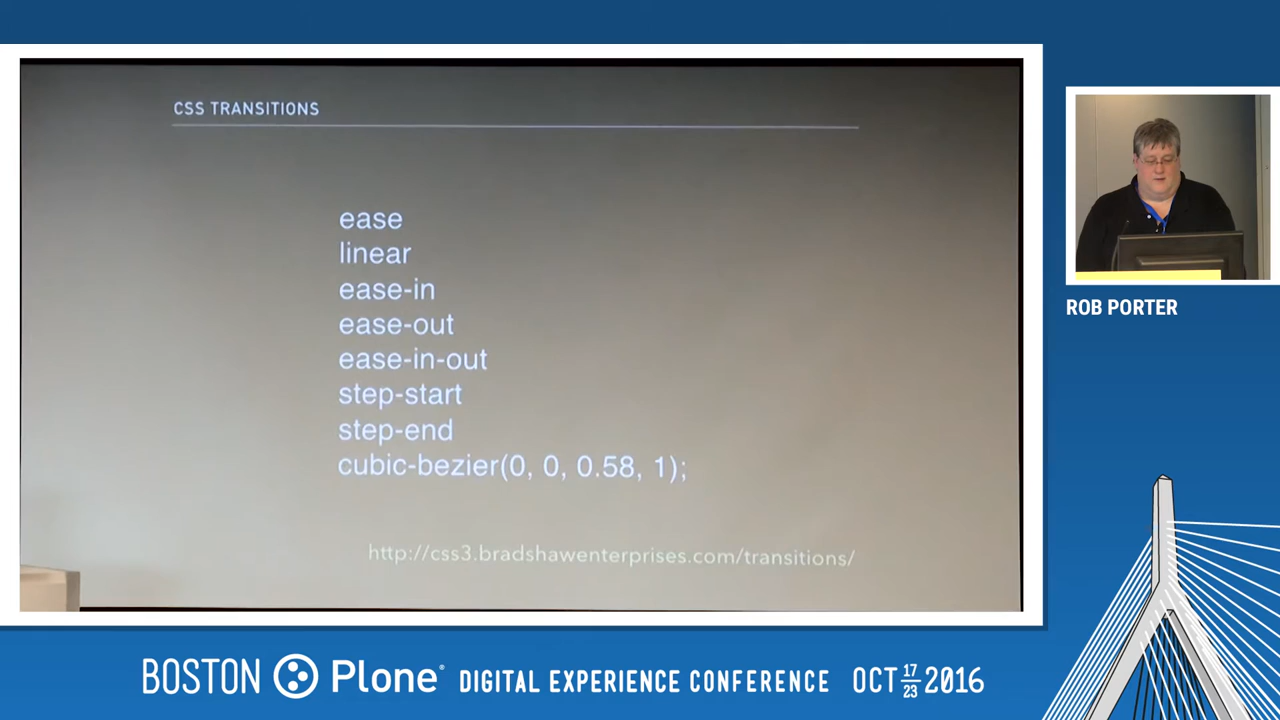 CSS TRANSITIONS
ease
linear
ease-in
ease-out
ease-in-out
step-start
step-end
cubic-bezier(0, 0, 0.58, 1);
http://css3.bradshawenterprises.com/transitions/
ROB PORTER
BOSTON Plone® DIGITAL EXPERIENCE CONFERENCE OCT 17/23 2016